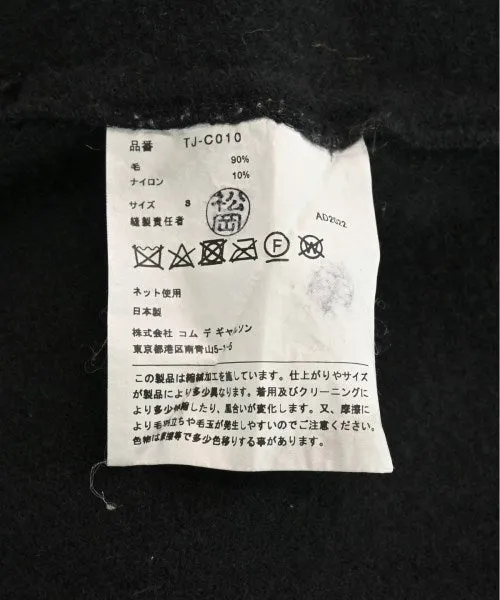 品番 TJ-C010
毛 90%
ナイロン 10%
サイズ S
縫製責任者 松岡
AD2022
F W
ネット使用
日本製
株式会社 コム デ ギャルソン
東京都港区南青山5-1-5
この製品は縮絨加工を施しています。仕上がりやサイズ
が製品により多少異なります。着用及びクリーニングに
より多少収縮したり、風合いが変化します。又、摩擦に
より毛羽立ちや毛玉が発生しやすいのでご注意ください。
色物は摩擦等で多少色移りする事があります。